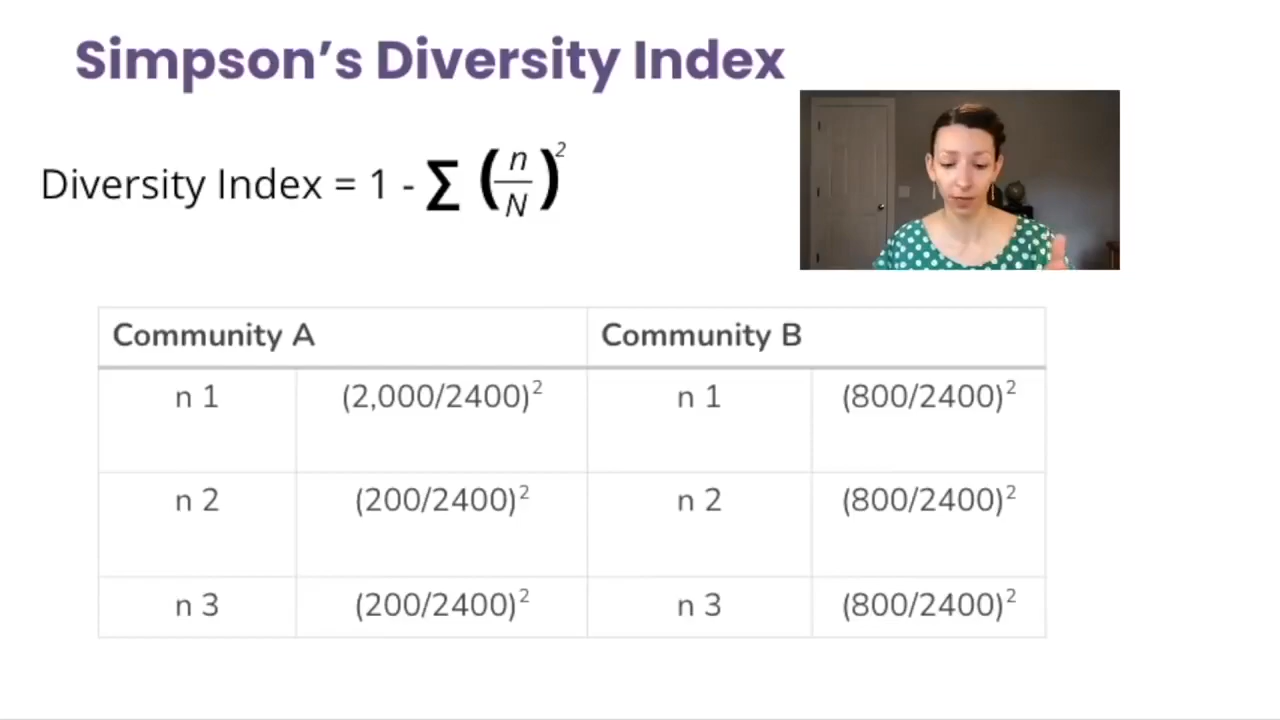 Simpson’s Diversity Index
Diversity Index = 1 - ∑ (n/N)²
Community A Community B
n 1 (2,000/2400)² n 1 (800/2400)²
n 2 (200/2400)² n 2 (800/2400)²
n 3 (200/2400)² n 3 (800/2400)²